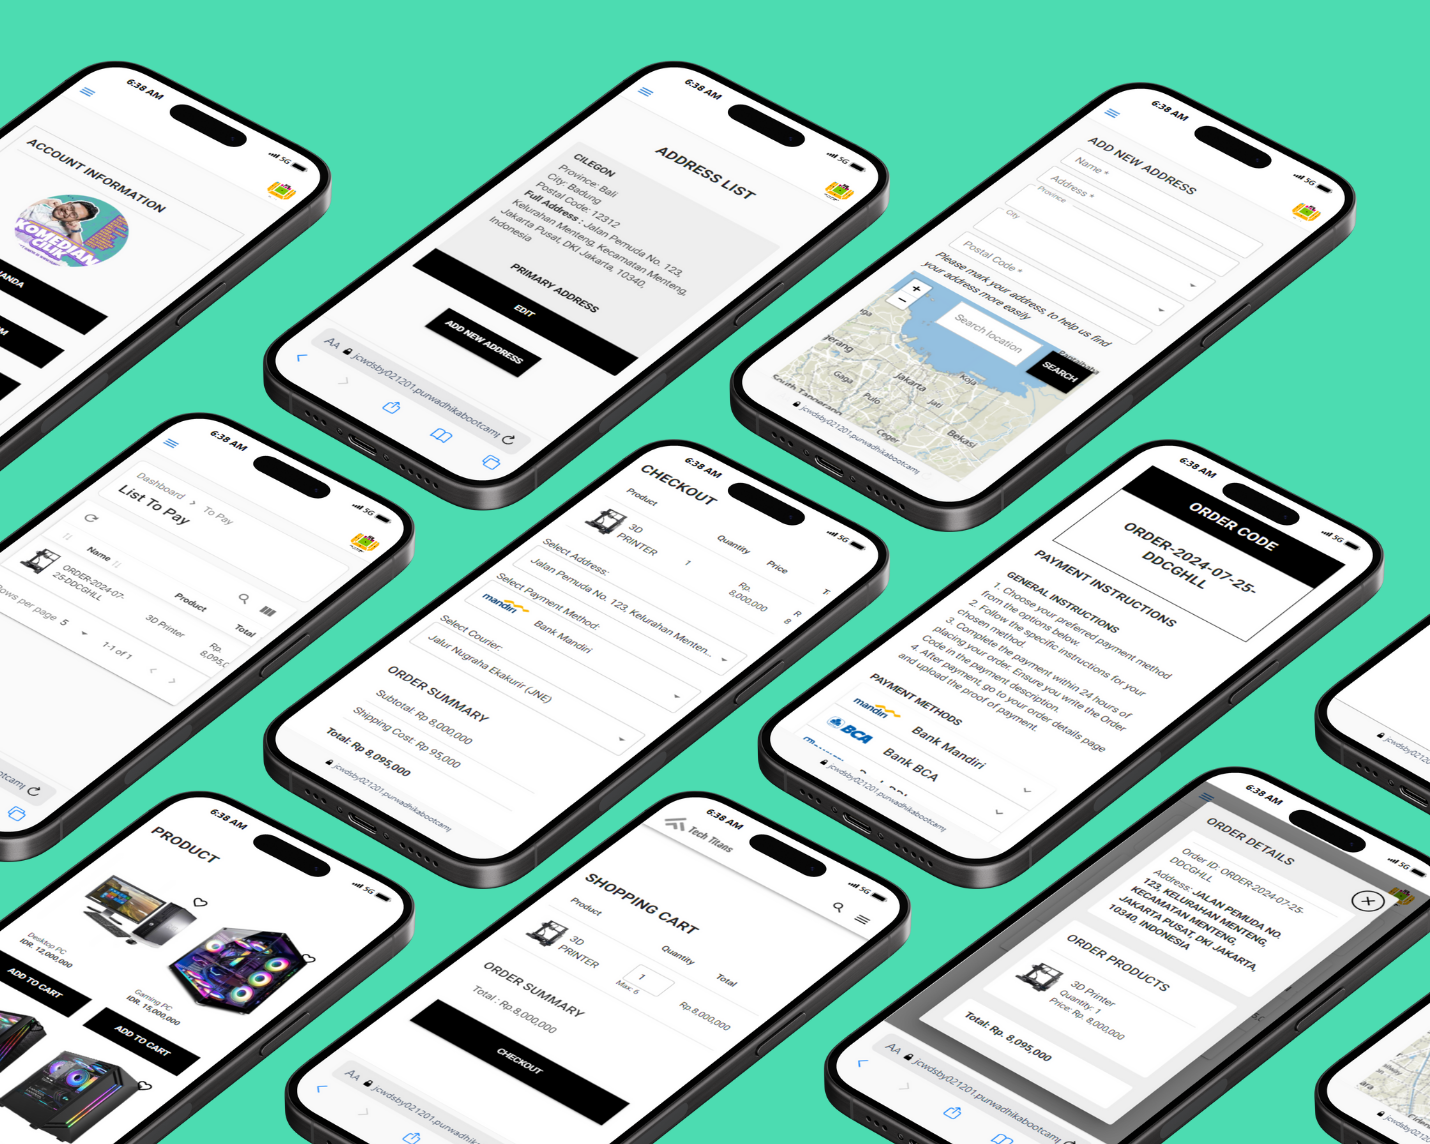 6:38 AM
5G
ACCOUNT INFORMATION
KOMEDIAN
CILIK
6:38 AM
5G
ADDRESS LIST
CILEGON
Province: Bali
City: Badung
Postal Code: 12312
Full Address : Jalan Pemuda No. 123,
Kelurahan Menteng, Kecamatan Menteng,
Jakarta Pusat, DKI Jakarta, 10340,
Indonesia
PRIMARY ADDRESS
EDIT
ADD NEW ADDRESS
AA jcwdsby021201.purwadhikabootcamp
6:38 AM
5G
ADD NEW ADDRESS
Name *
Address *
Province
City
Postal Code *
Please mark your address, to help us find
your address more easily
+
−
Search location
SEARCH
Jakarta
Koja
Gaga
Pulo
Jati
Bekasi
Ceger
South Tangerang
jcwdsby021201.purwadhikabootcamp
6:38 AM
5G
Dashboard > To Pay
List To Pay
Name
Product
Total
ORDER-2024-07-
25-DDCGHLL
3D Printer
Rp.
8,095,0
rows per page 5
1-1 of 1
6:38 AM
5G
CHECKOUT
Product
Quantity
Price
3D
PRINTER
1
Rp.
8,000,000
R
8
Select Address:
Jalan Pemuda No. 123, Kelurahan Menten...
Select Payment Method:
mandiri
Bank Mandiri
Select Courier:
Jalur Nugraha Ekakurir (JNE)
ORDER SUMMARY
Subtotal: Rp 8,000,000
Shipping Cost: Rp 95,000
Total: Rp 8,095,000
jcwdsby021201.purwadhikabootcamp
6:38 AM
5G
ORDER CODE
ORDER-2024-07-25-
DDCGHLL
PAYMENT INSTRUCTIONS
GENERAL INSTRUCTIONS
1. Choose your preferred payment method
from the options below.
2. Follow the specific instructions for your
chosen method.
3. Complete the payment within 24 hours of
placing your order. Ensure you write the Order
Code in the payment description.
4. After payment, go to your order details page
and upload the proof of payment.
PAYMENT METHODS
mandiri
Bank Mandiri
BCA
Bank BCA
jcwdsby021201.purwadhikabootcamp
6:38 AM
5G
PRODUCT
Desktop PC
IDR. 12,000,000
ADD TO CART
Gaming PC
IDR. 15,000,000
ADD TO CART
6:38 AM
5G
Tech Titans
SHOPPING CART
Product
Quantity
Total
3D
PRINTER
1
Max: 6
Rp.8,000,000
ORDER SUMMARY
Total : Rp.8,000,000
CHECKOUT
AA jcwdsby021201.purwadhikabootcamp
6:38 AM
5G
ORDER DETAILS
Order ID: ORDER-2024-07-25-
DDCGHLL
Address: JALAN PEMUDA NO.
123, KELURAHAN MENTENG,
KECAMATAN MENTENG,
JAKARTA PUSAT, DKI JAKARTA,
10340, INDONESIA
ORDER PRODUCTS
3D Printer
Quantity: 1
Price: Rp. 8,000,000
Total: Rp. 8,095,000
AA jcwdsby021201.purwadhika